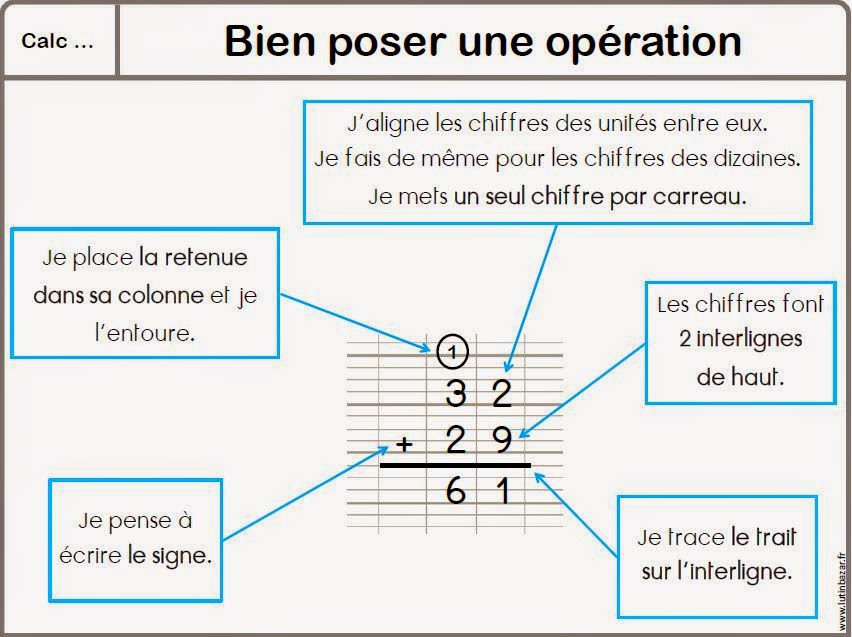 Calc ...
Bien poser une opération
J'aligne les chiffres des unités entre eux.
Je fais de même pour les chiffres des dizaines.
Je mets un seul chiffre par carreau.
Je place la retenue
dans sa colonne et je
l'entoure.
Les chiffres font
2 interlignes
de haut.
1
3 2
+ 2 9
6 1
Je pense à
écrire le signe.
Je trace le trait
sur l'interligne.
www.lutinbazar.fr